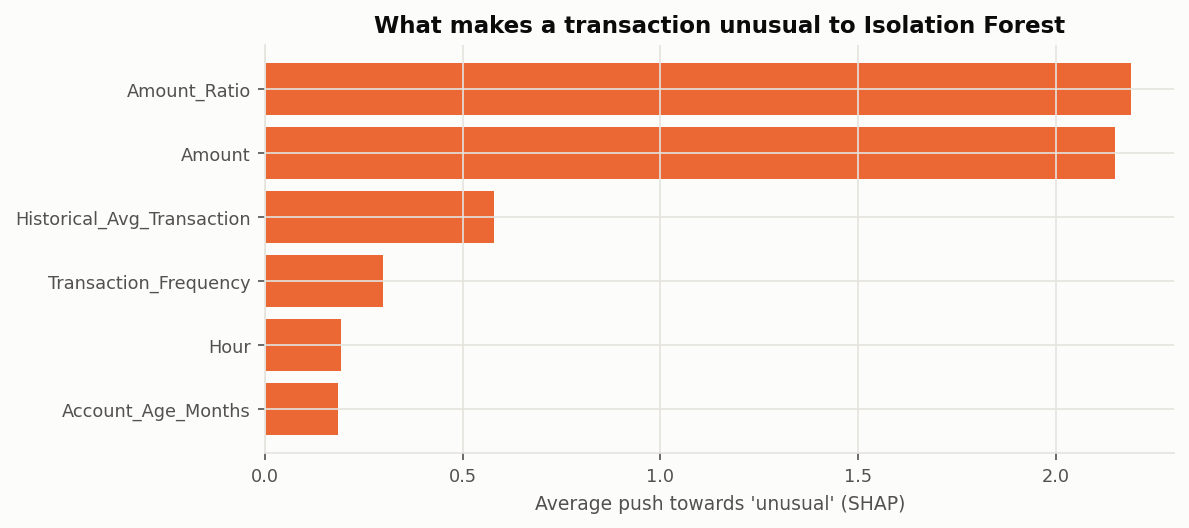 What makes a transaction unusual to Isolation Forest
Amount_Ratio
Amount
Historical_Avg_Transaction
Transaction_Frequency
Hour
Account_Age_Months
0.0 0.5 1.0 1.5 2.0
Average push towards 'unusual' (SHAP)